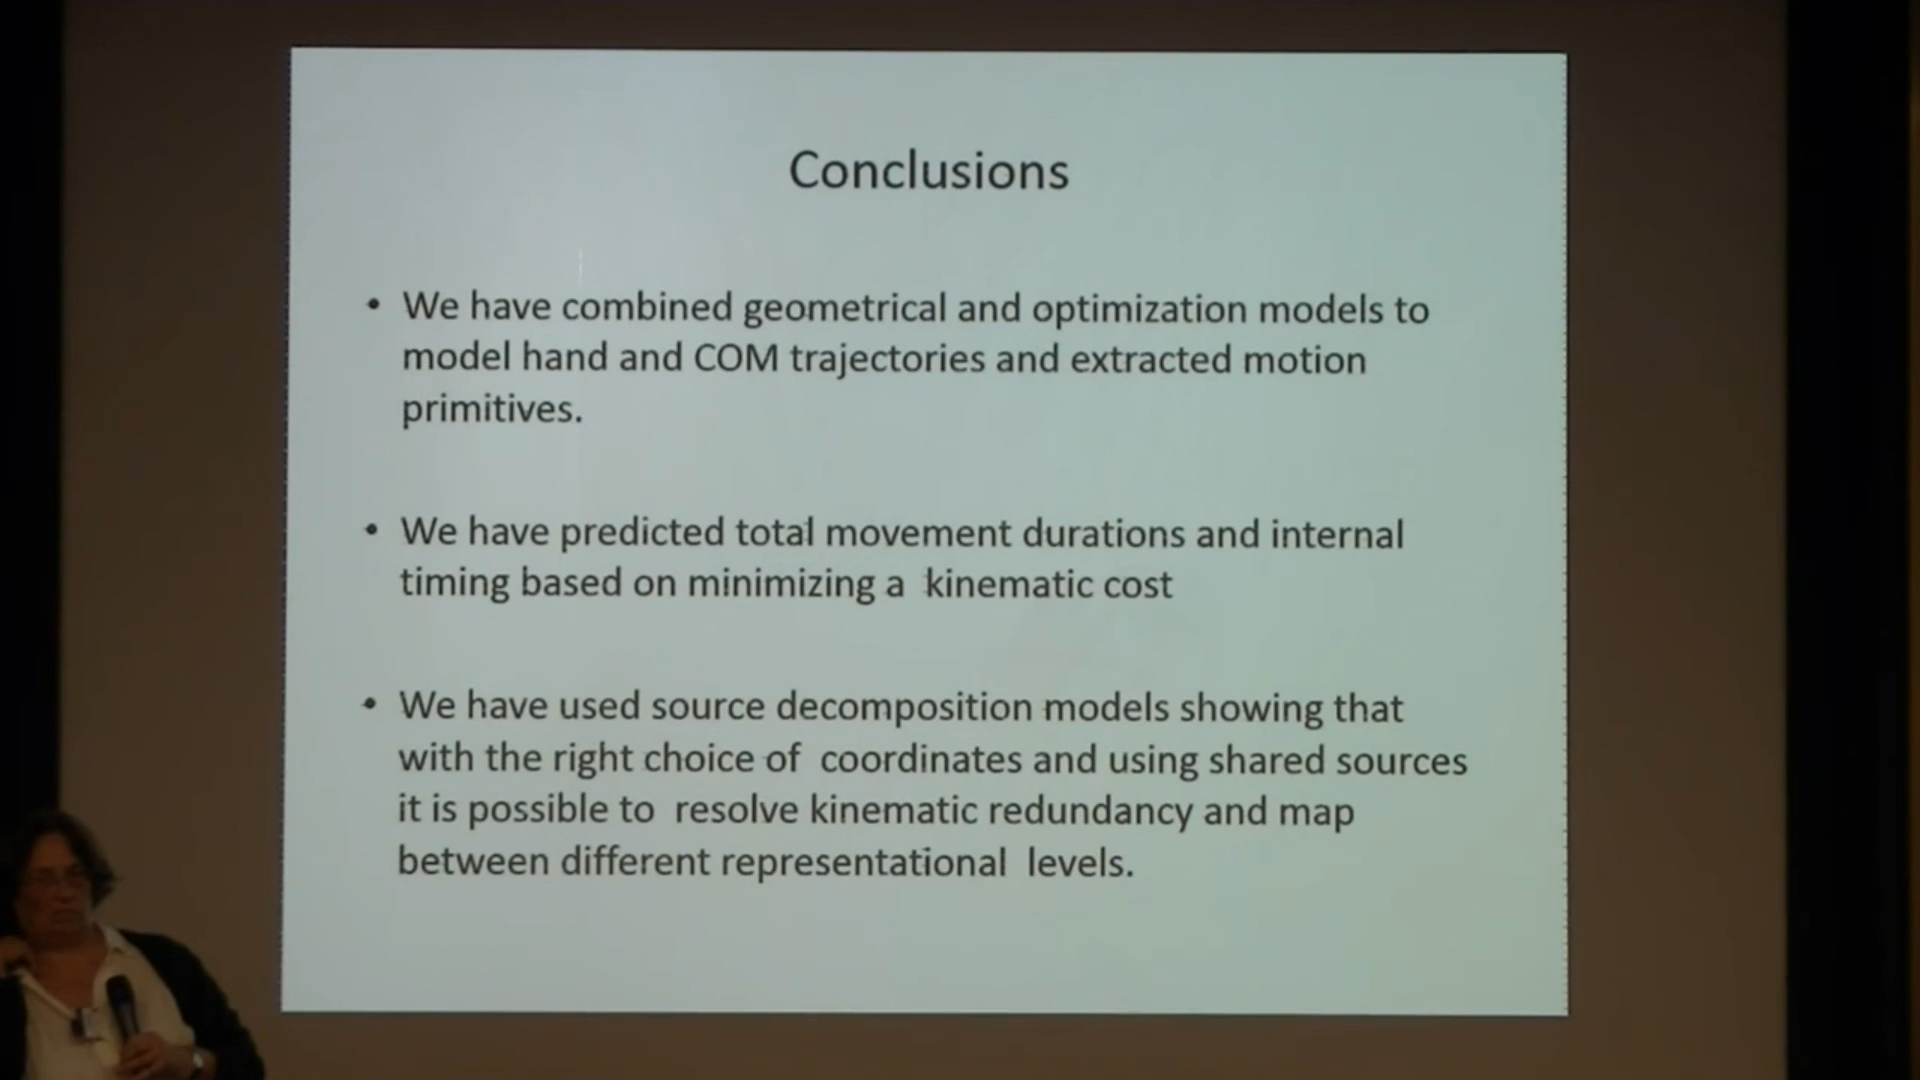 Conclusions
• We have combined geometrical and optimization models to
model hand and COM trajectories and extracted motion
primitives.
• We have predicted total movement durations and internal
timing based on minimizing a  kinematic cost
• We have used source decomposition models showing that
with the right choice of  coordinates and using shared sources
it is possible to  resolve kinematic redundancy and map
between different representational  levels.